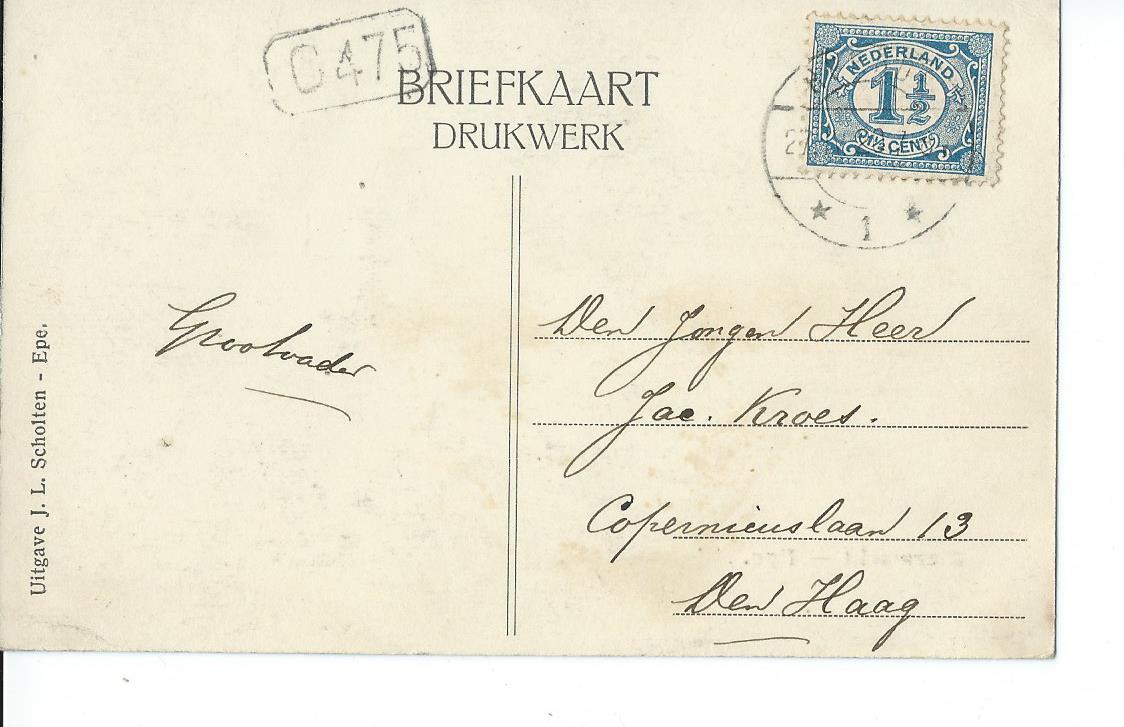 C 475
BRIEFKAART
DRUKWERK
NEDERLAND
1 1/2
1 1/2 CENT
1
Grootvader
Den Jongen Heer
Jac. Kroes.
Copernicuslaan 13
Den Haag
Uitgave J. L. Scholten - Epe.